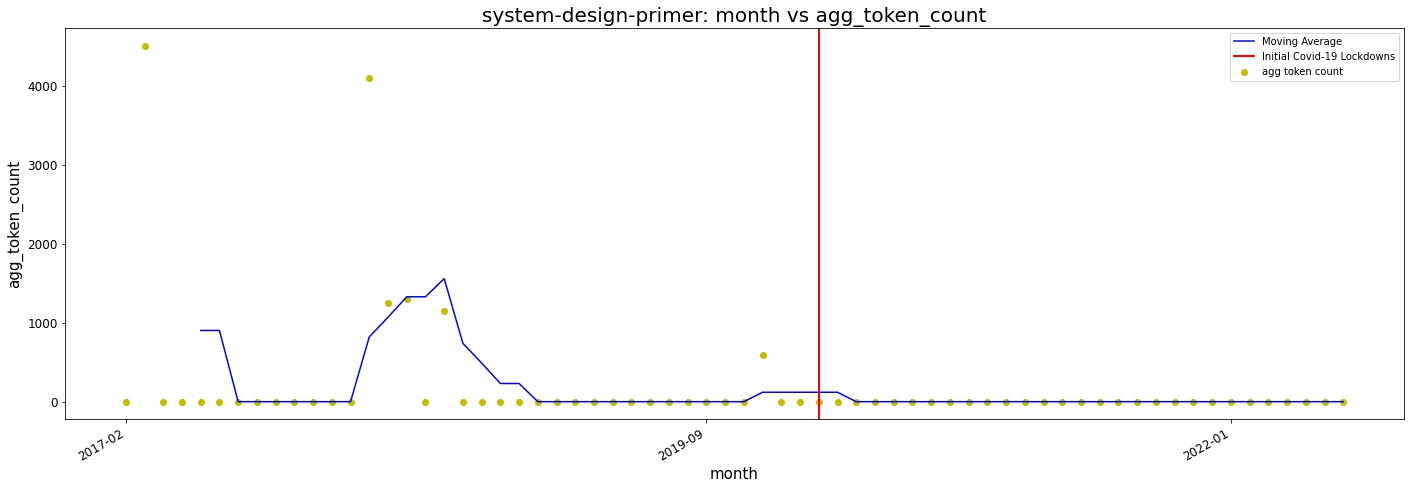 system-design-primer: month vs agg_token_count
Moving Average
Initial Covid-19 Lockdowns
agg token count
agg_token_count
4000
3000
2000
1000
0
2017-02
2019-09
2022-01
month